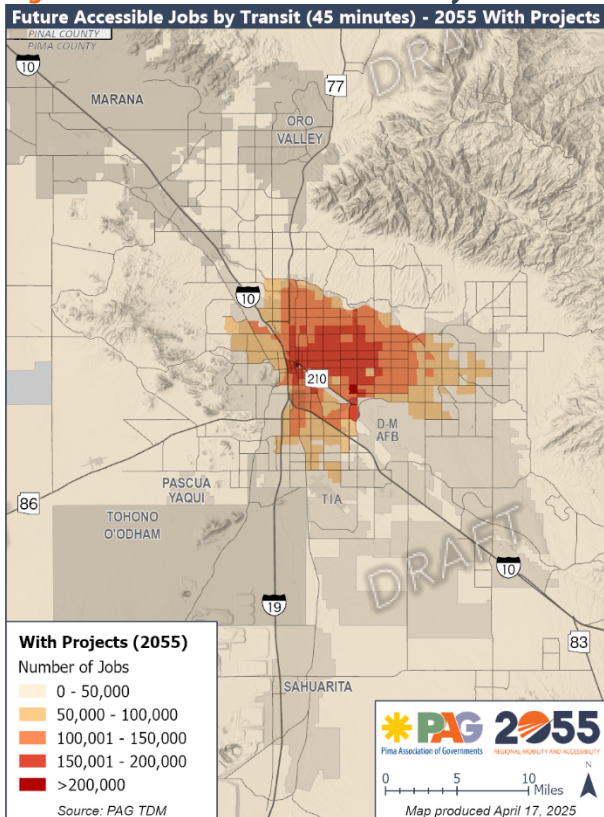 Future Accessible Jobs by Transit (45 minutes) - 2055 With Projects
PINAL COUNTY
PIMA COUNTY
10
DRAFT
77
MARANA
ORO
VALLEY
10
210
D-M
AFB
86
PASCUA
YAQUI
TIA
TOHONO
O'ODHAM
DRAFT
10
19
83
SAHUARITA
With Projects (2055)
Number of Jobs
0 - 50,000
50,000 - 100,000
100,001 - 150,000
150,001 - 200,000
>200,000
Source: PAG TDM
PAG
Pima Association of Governments
2055
REGIONAL MOBILITY AND ACCESSIBILITY
0 5 10
Miles
N
Map produced April 17, 2025